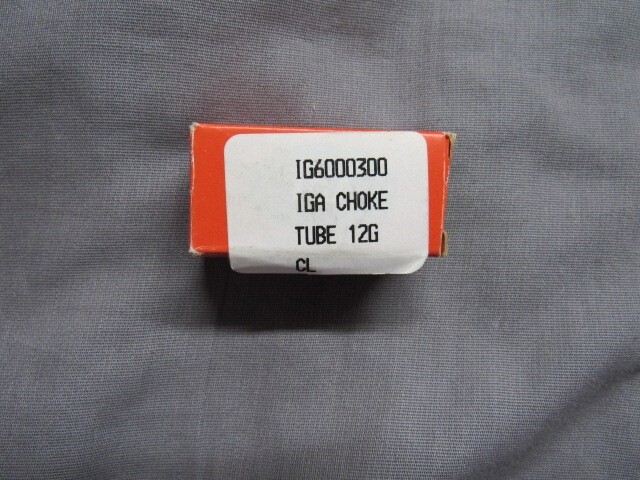 IG6000300
IGA CHOKE
TUBE 12G
CL